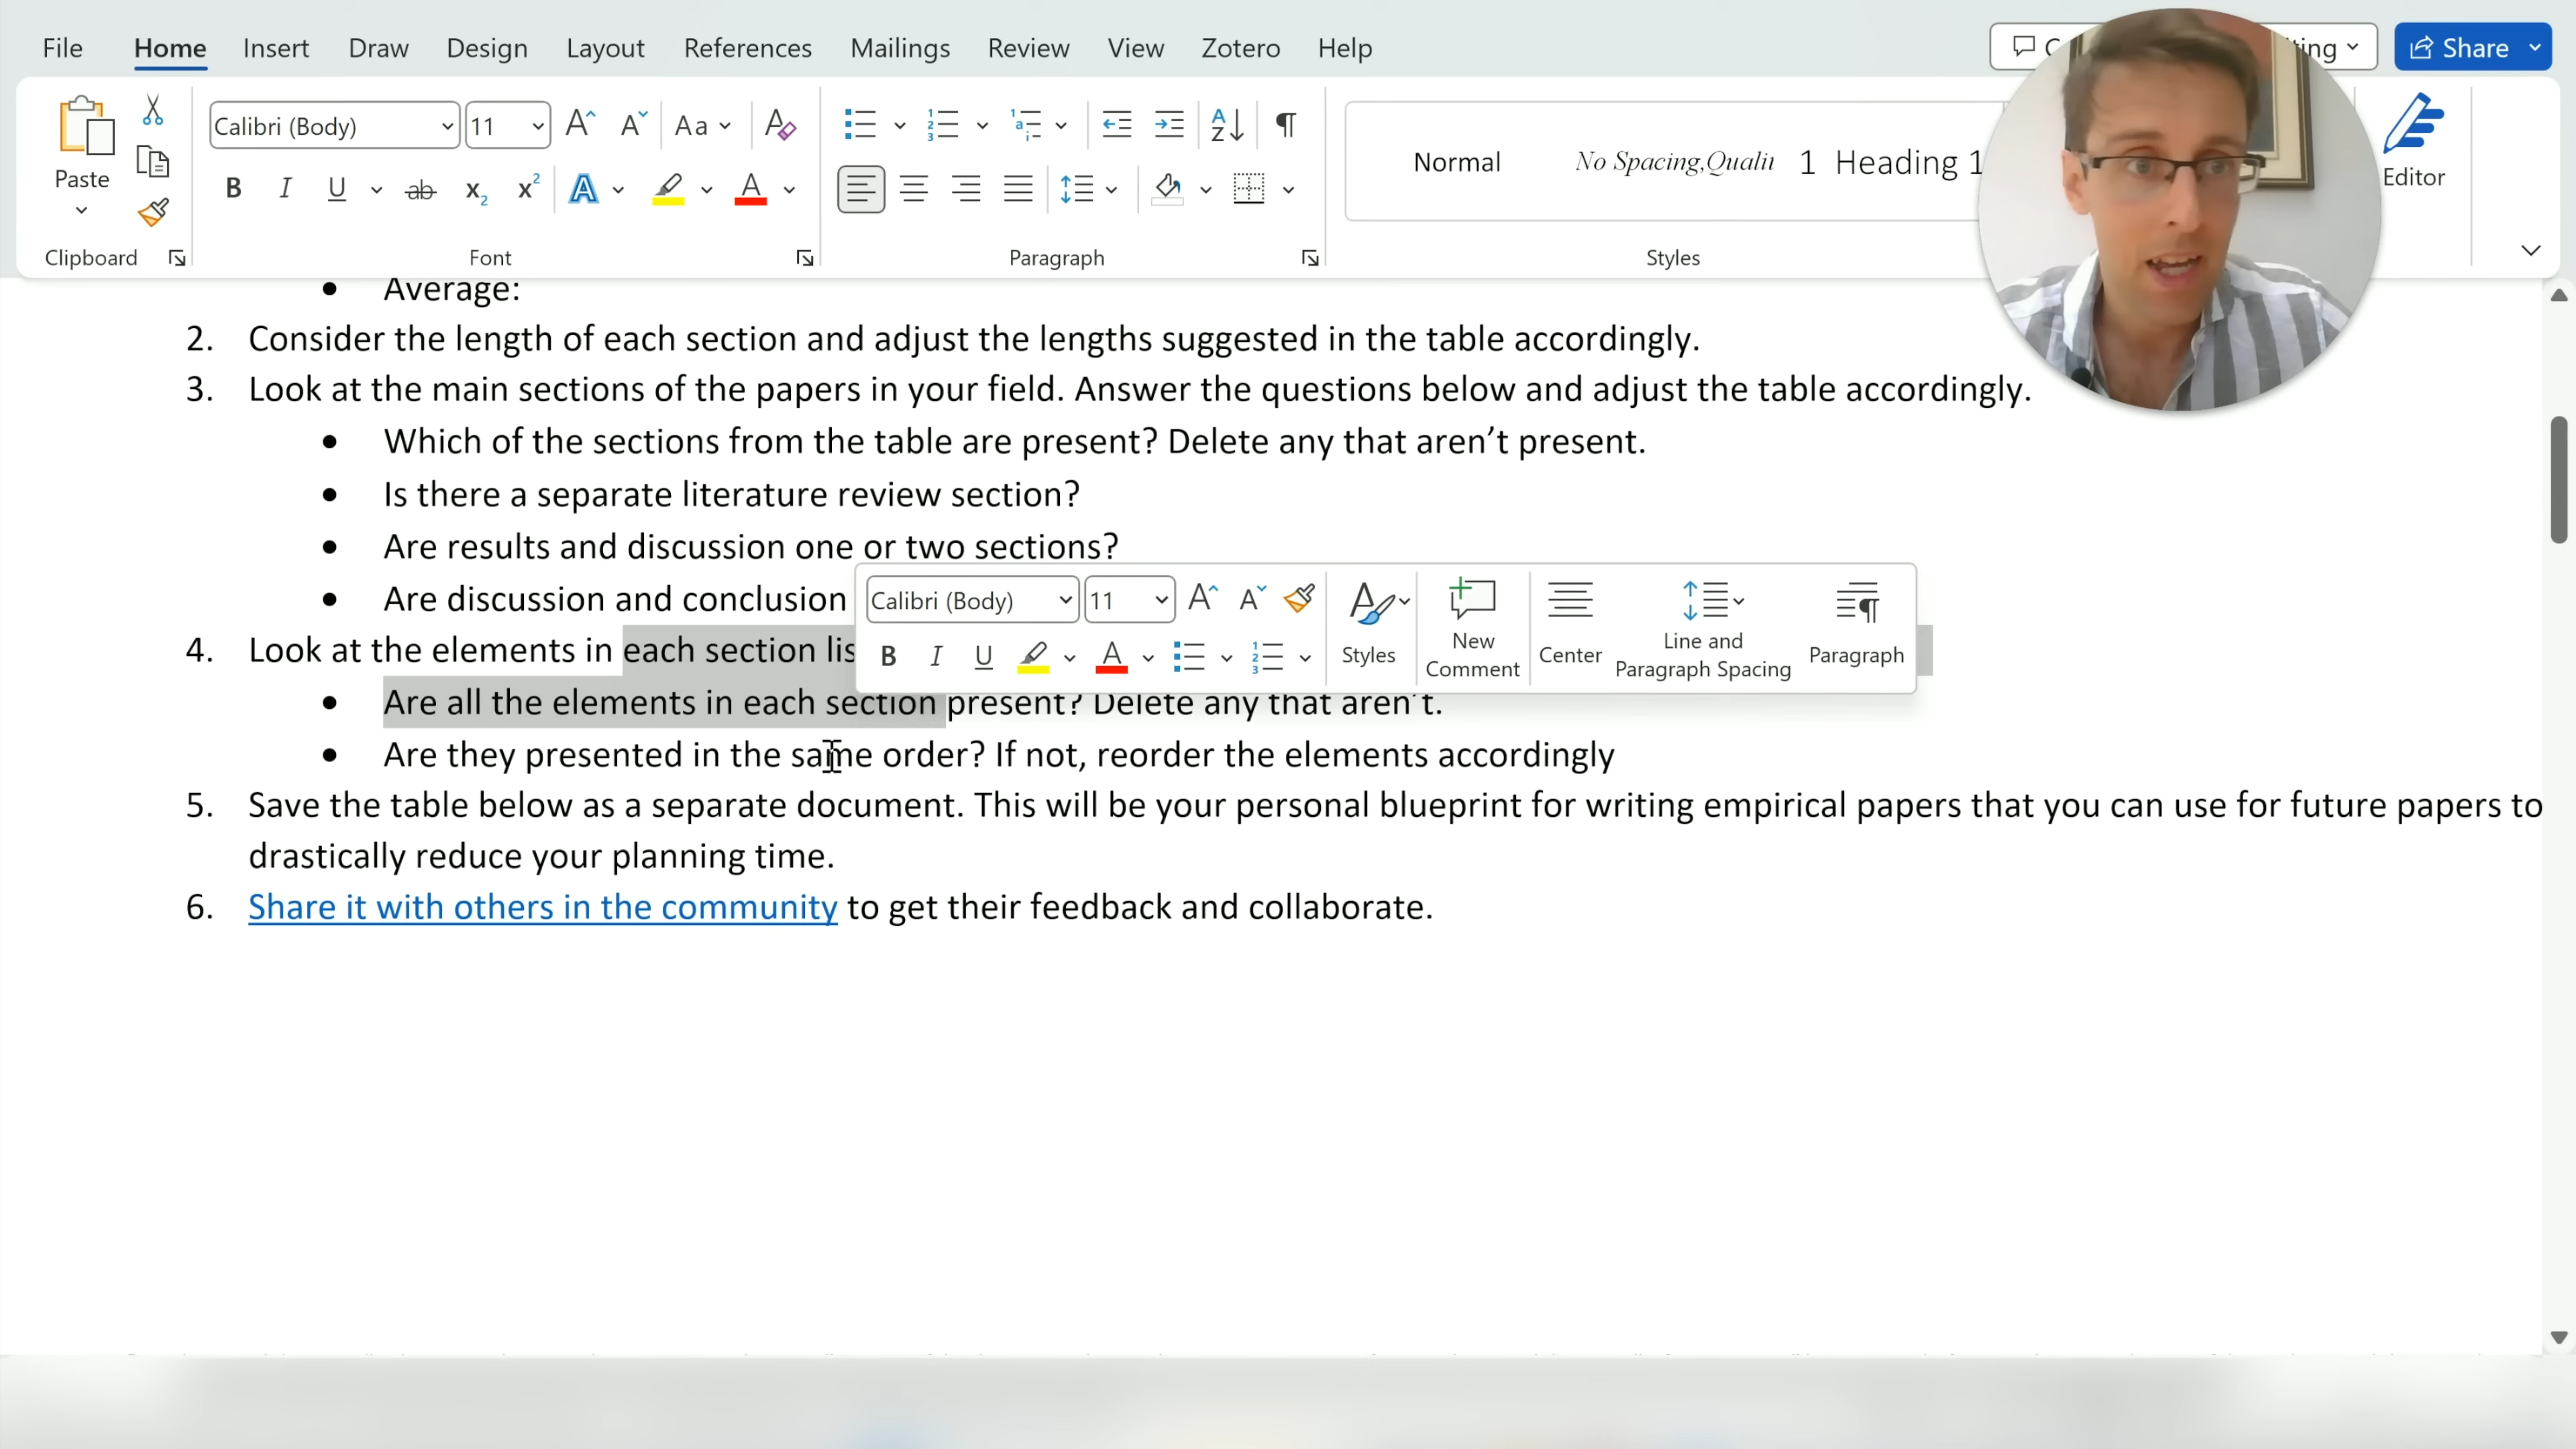 File Home Insert Draw Design Layout References Mailings Review View Zotero Help Share
Calibri (Body) 11 Aa
Paste
Normal No Spacing,Qualit 1 Heading 1
Editor
Clipboard Font Paragraph Styles
• Average:
2. Consider the length of each section and adjust the lengths suggested in the table accordingly.
3. Look at the main sections of the papers in your field. Answer the questions below and adjust the table accordingly.
• Which of the sections from the table are present? Delete any that aren’t present.
• Is there a separate literature review section?
• Are results and discussion one or two sections?
• Are discussion and conclusion
Calibri (Body) 11
Styles
New
Comment
Center
Line and
Paragraph Spacing
Paragraph
4. Look at the elements in each section lis
• Are all the elements in each section present? Delete any that aren’t.
• Are they presented in the same order? If not, reorder the elements accordingly
5. Save the table below as a separate document. This will be your personal blueprint for writing empirical papers that you can use for future papers to
drastically reduce your planning time.
6. Share it with others in the community to get their feedback and collaborate.